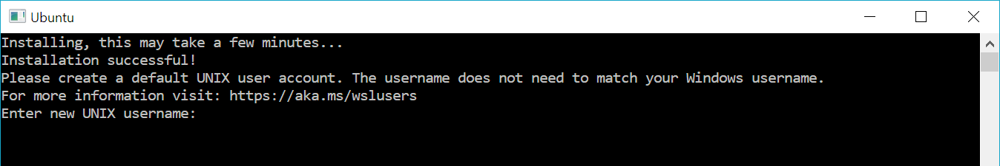 Ubuntu
Installing, this may take a few minutes...
Installation successful!
Please create a default UNIX user account. The username does not need to match your Windows username.
For more information visit: https://aka.ms/wslusers
Enter new UNIX username: